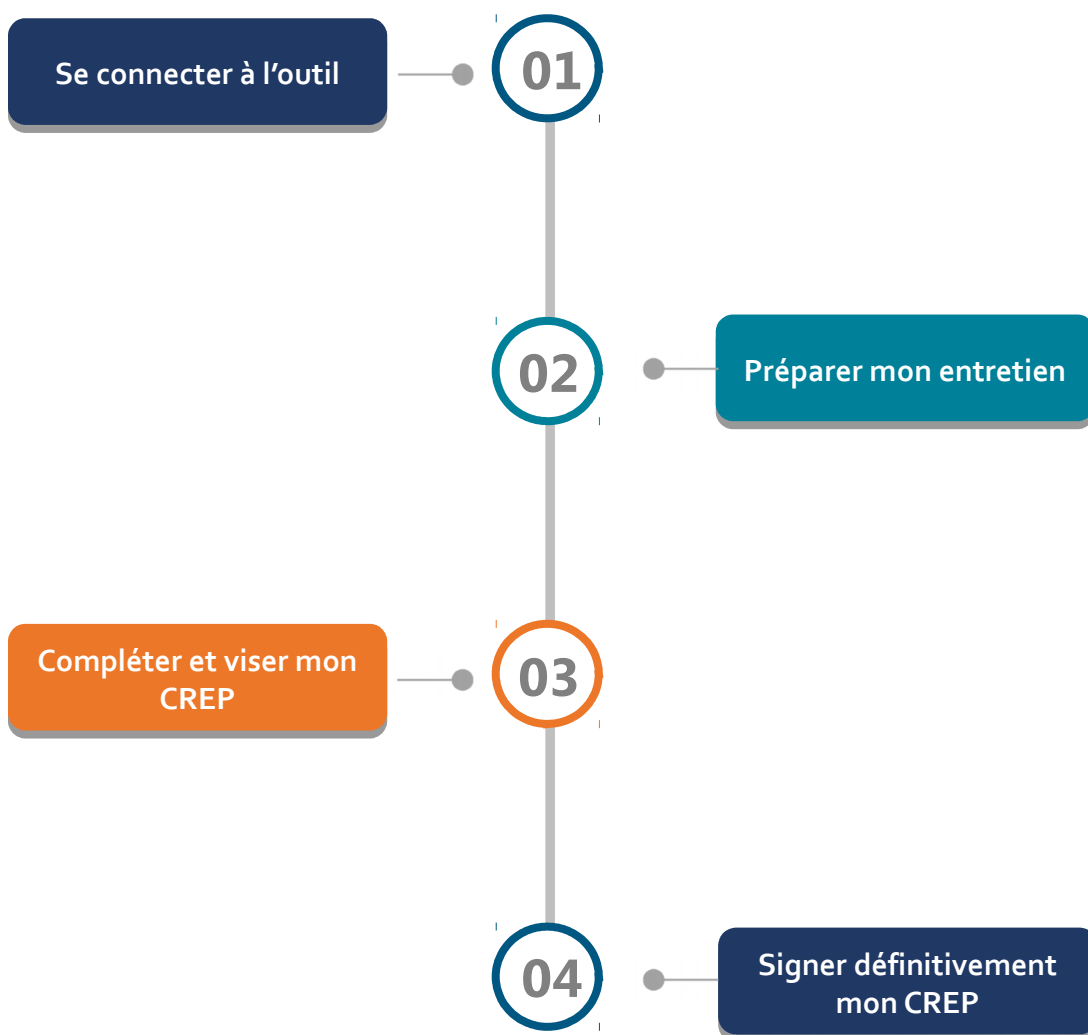 Se connecter à l’outil
01
02
Préparer mon entretien
Compléter et viser mon
CREP
03
04
Signer définitivement
mon CREP